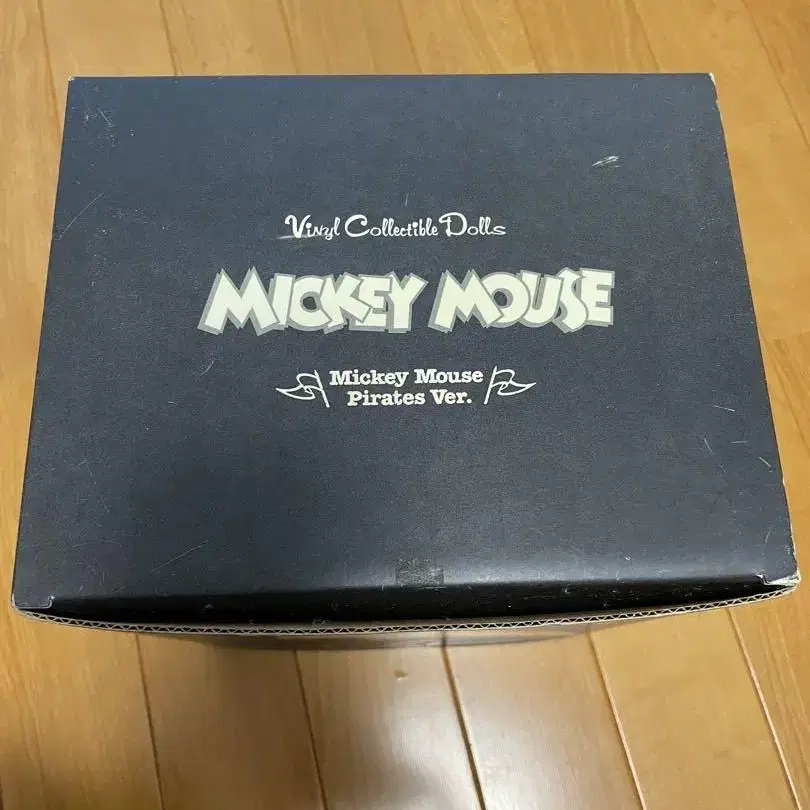 Vinyl Collectible Dolls
MICKEY MOUSE
Mickey Mouse
Pirates Ver.